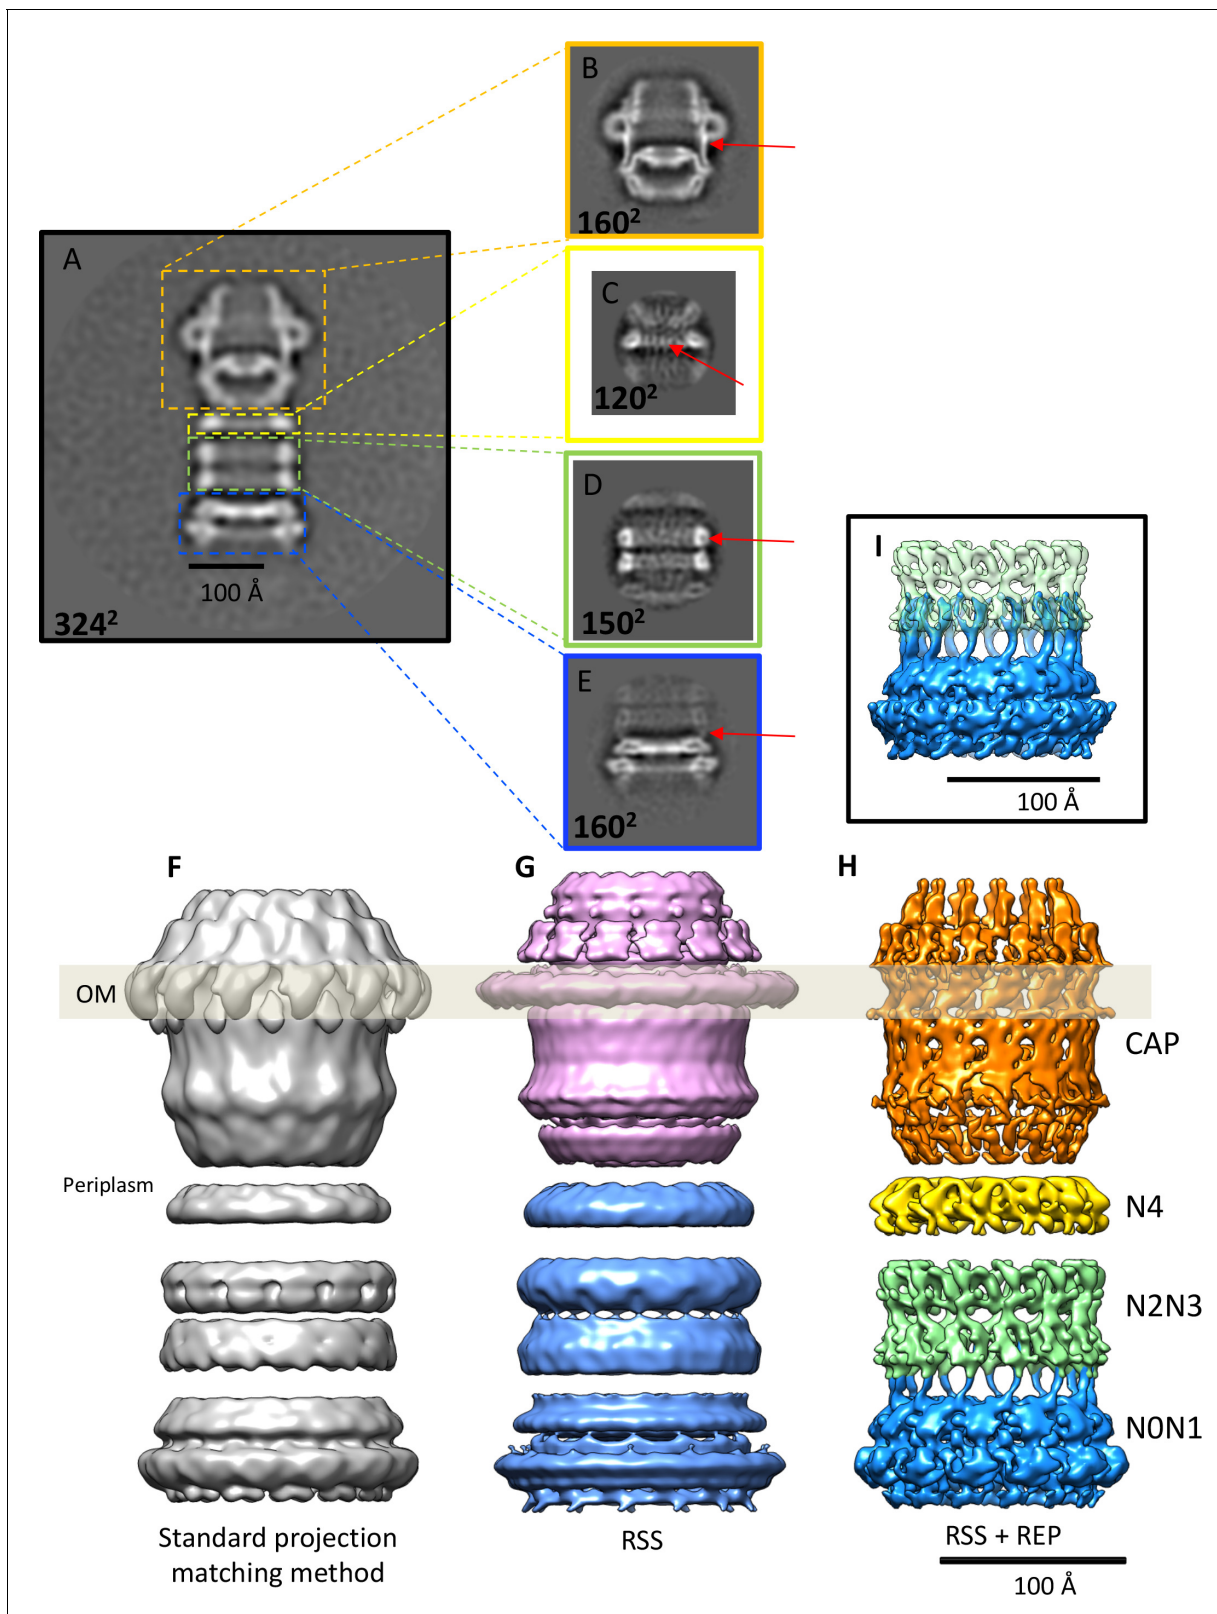 B
160²
A
100 Å
324²
C
120²
D
150²
E
160²
I
100 Å
F
G
H
OM
CAP
Periplasm
N4
N2N3
N0N1
Standard projection
matching method
RSS
RSS + REP
100 Å